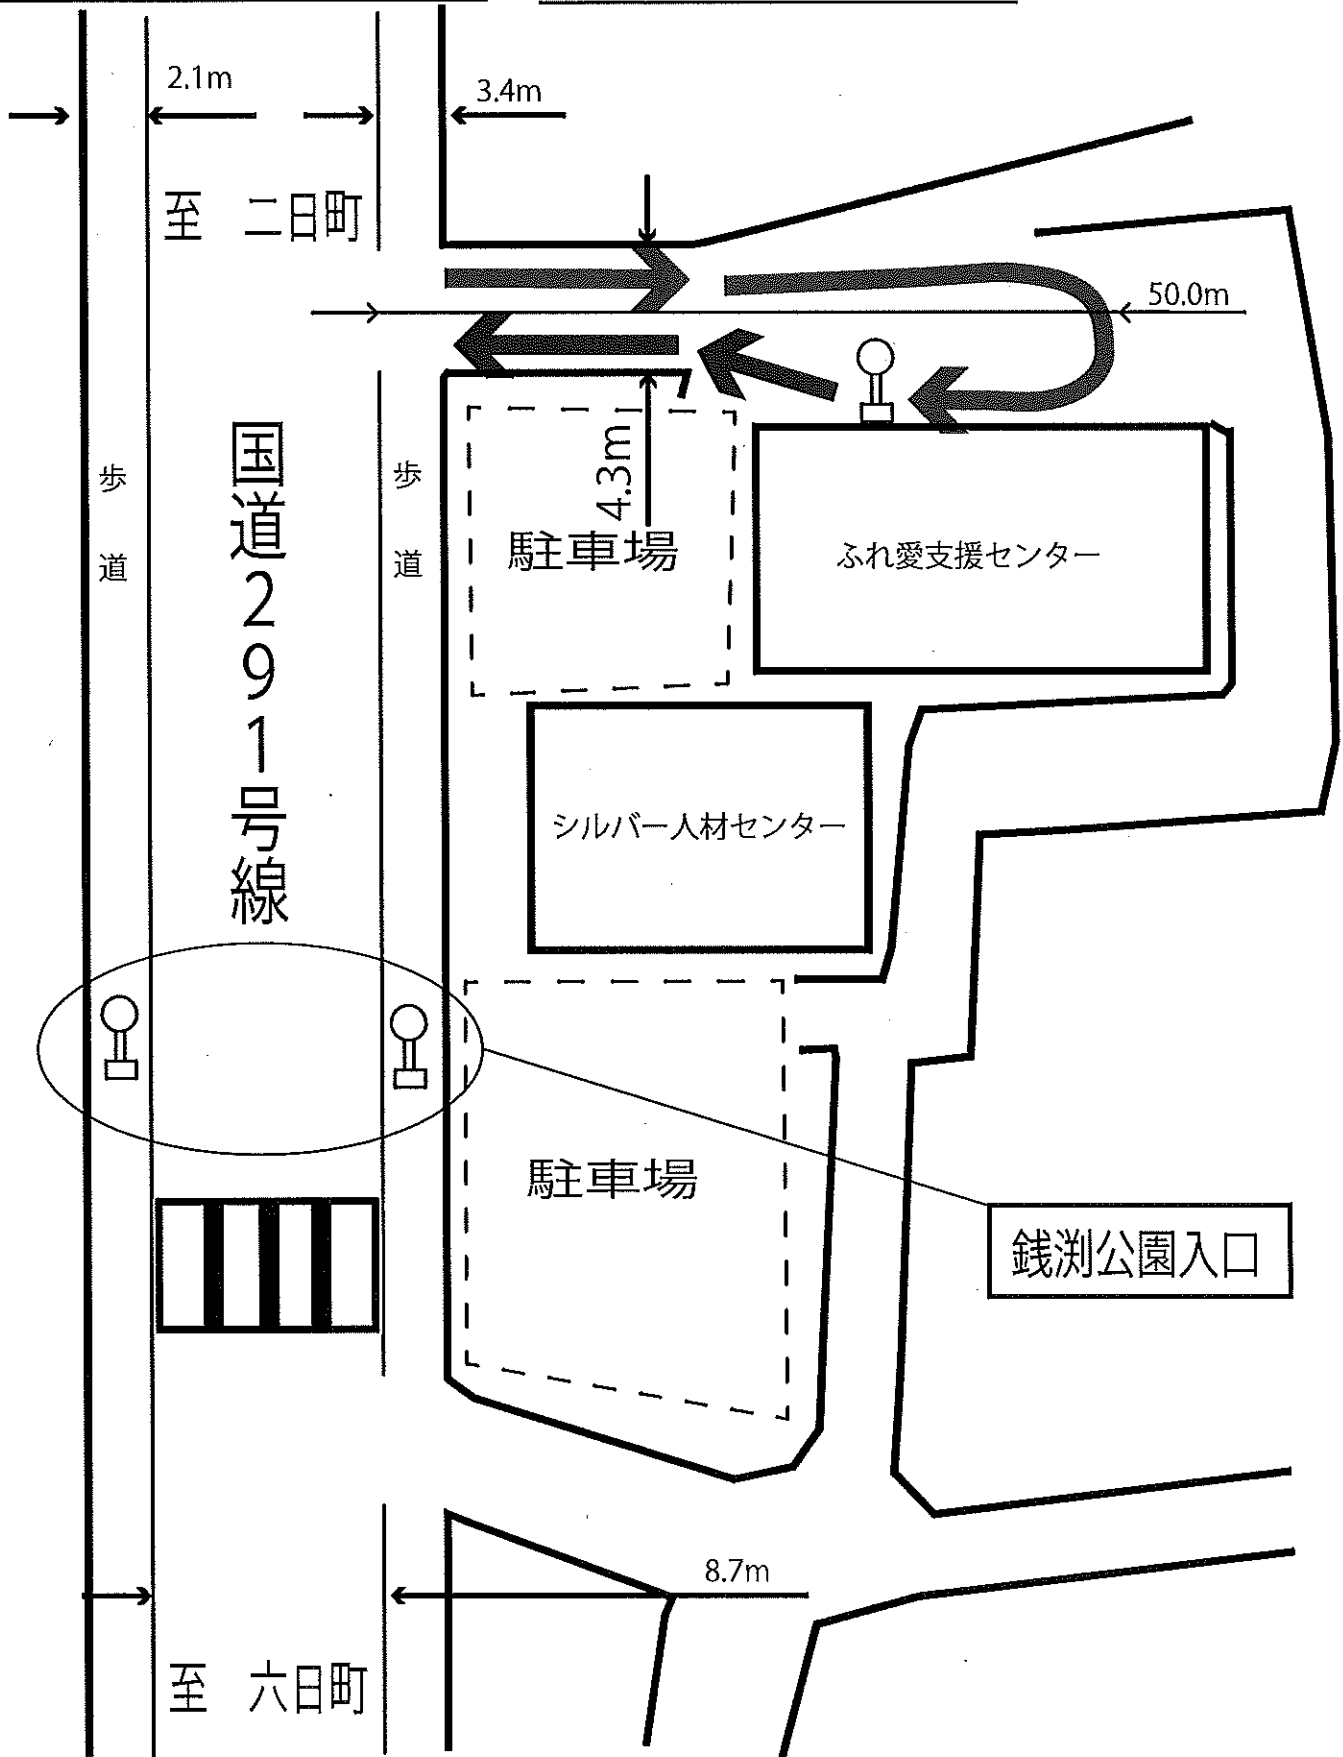 2.1m
3.4m
至 二日町
50.0m
4.3m
国道291号線
歩道
歩道
駐車場
ふれ愛支援センター
シルバー人材センター
駐車場
銭渕公園入口
8.7m
至 六日町